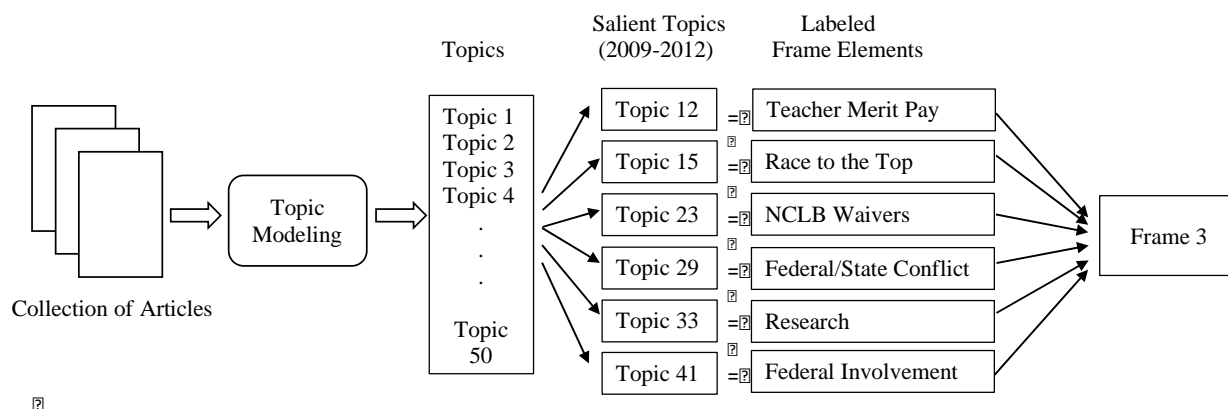 Topics
Salient Topics
(2009-2012)
Labeled
Frame Elements
Collection of Articles
Topic
Modeling
Topic 1
Topic 2
Topic 3
Topic 4
.
.
.
Topic
50
Topic 12 = Teacher Merit Pay
Topic 15 = Race to the Top
Topic 23 = NCLB Waivers
Topic 29 = Federal/State Conflict
Topic 33 = Research
Topic 41 = Federal Involvement
Frame 3